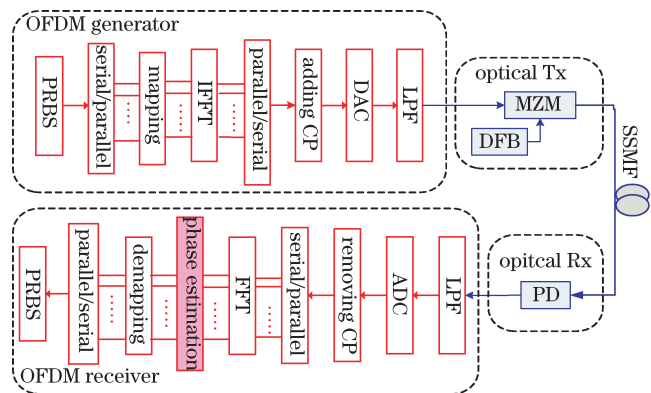 OFDM generator
PRBS
serial/parallel
mapping
IFFT
parallel/serial
adding CP
DAC
LPF
optical Tx
MZM
DFB
SSMF
opitcal Rx
PD
LPF
ADC
removing CP
serial/parallel
FFT
phase estimation
demapping
parallel/serial
PRBS
OFDM receiver